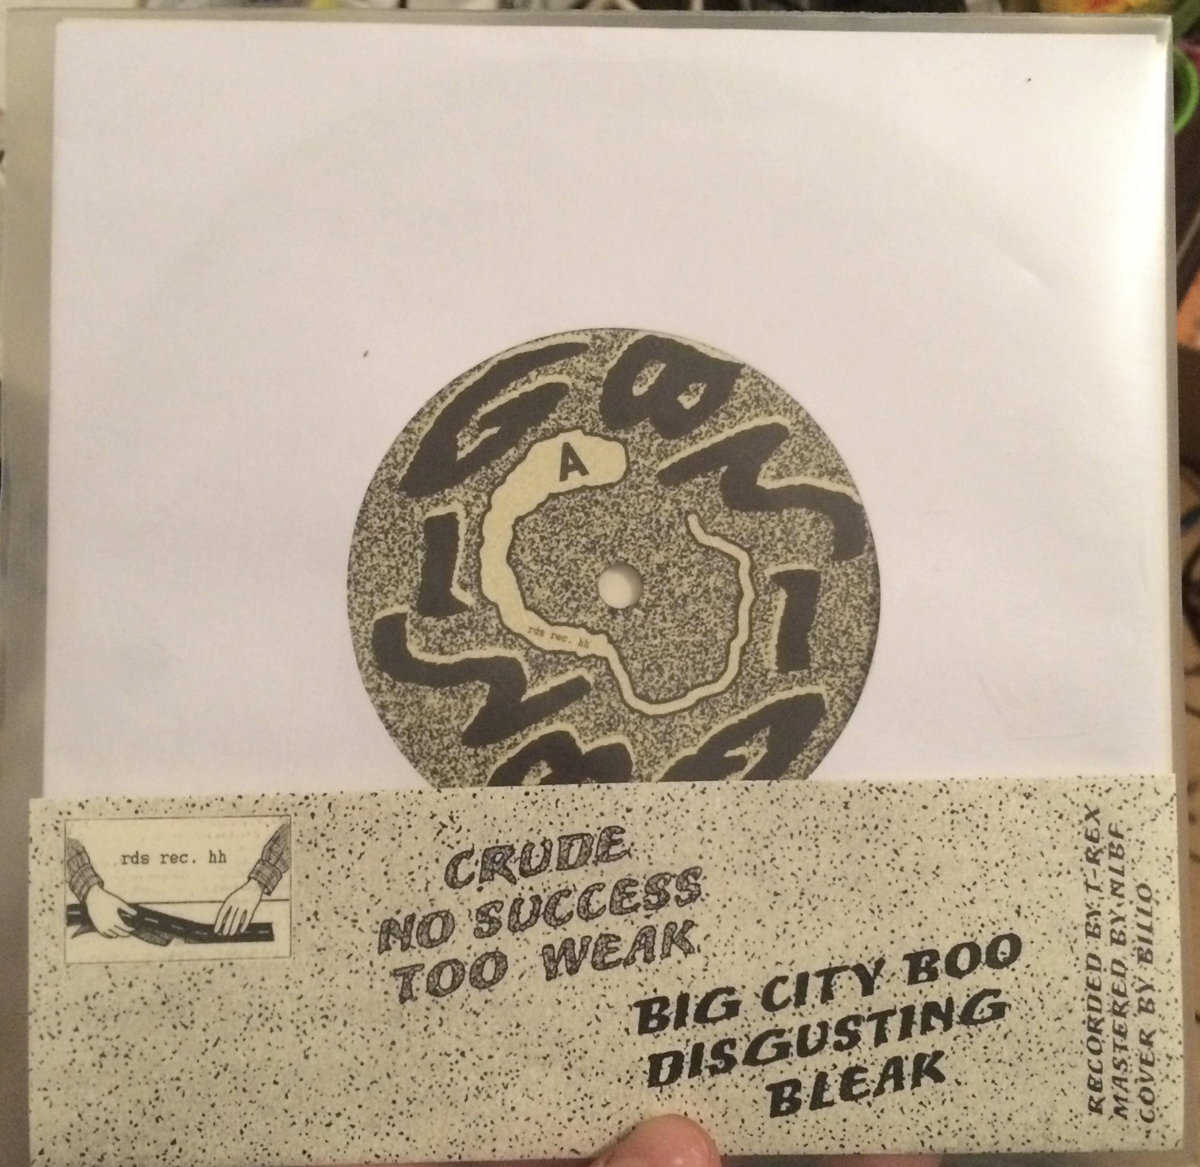 A
rds rec. hh
rds rec. hh
CRUDE
NO SUCCESS
TOO WEAK
BIG CITY BOO
DISGUSTING
BLEAK
RECORDED BY T-REX
MASTERED BY NLBF
COVER BY BILLO